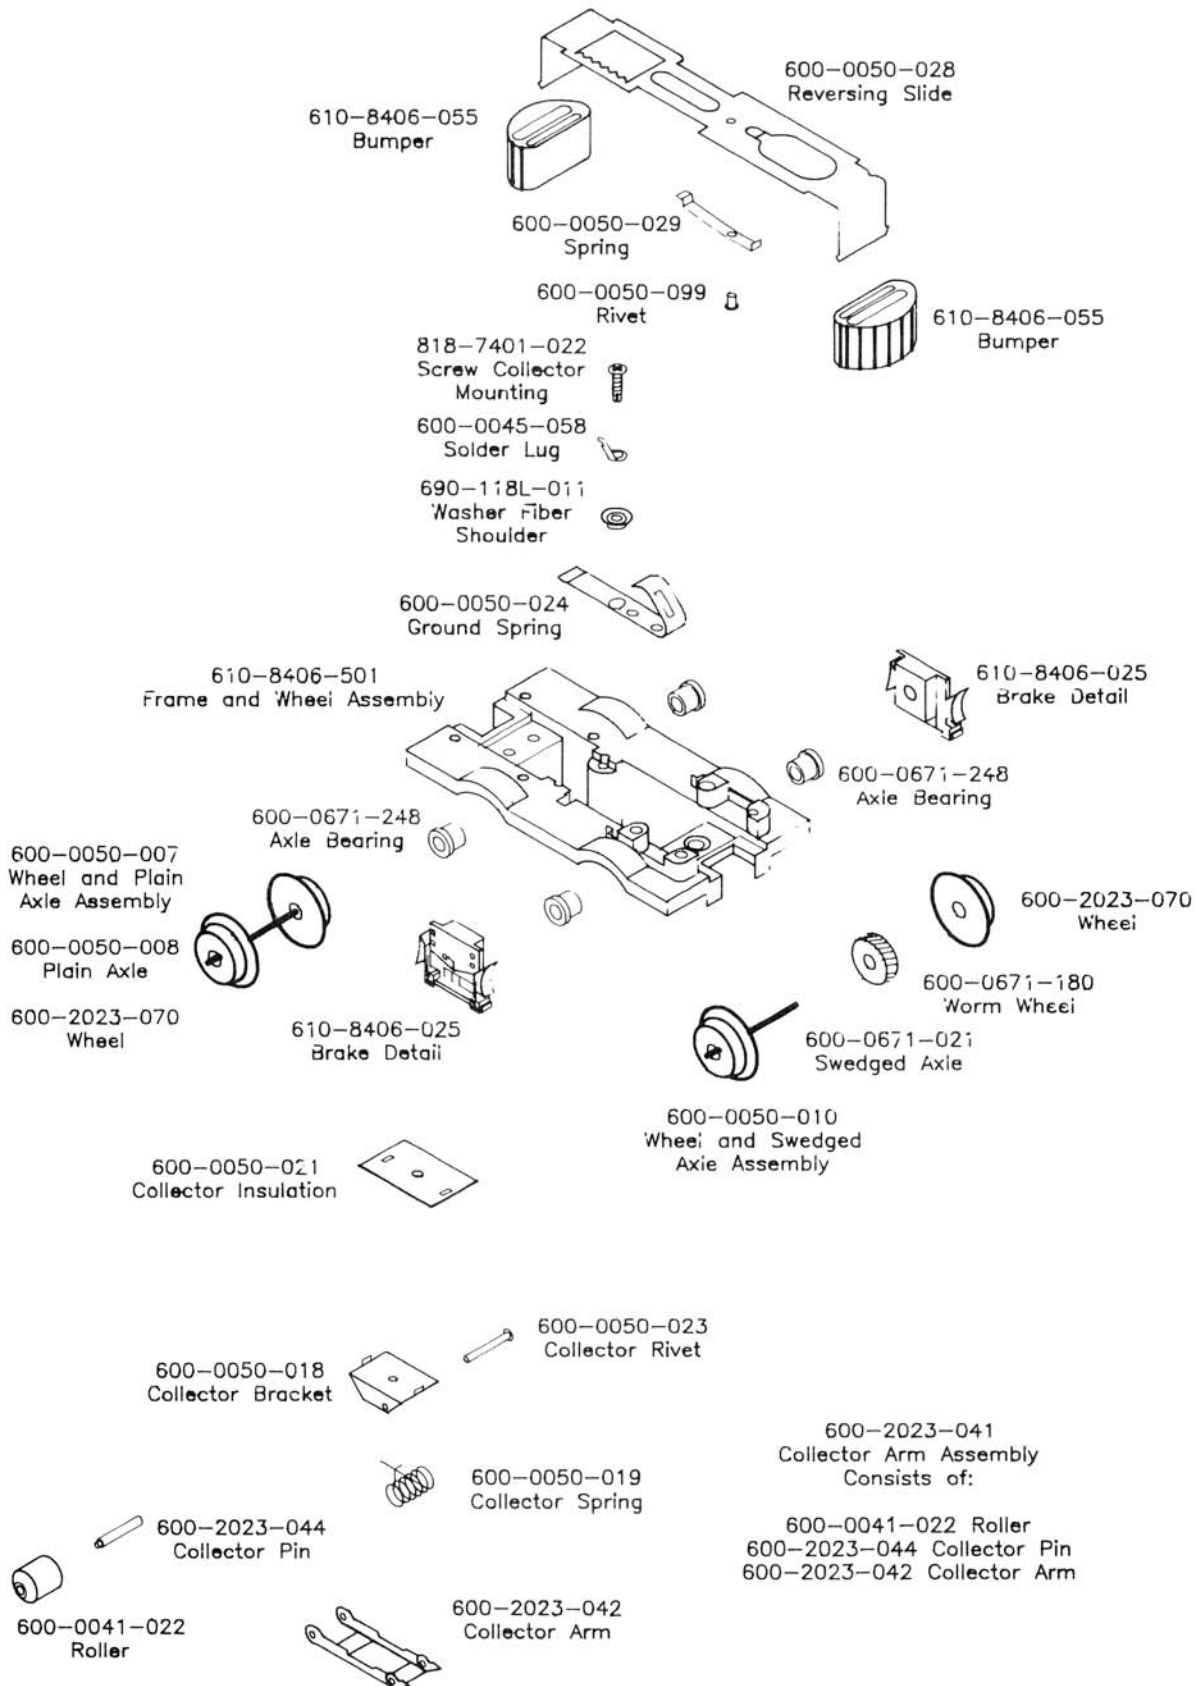 600-0050-028
Reversing Slide
610-8406-055
Bumper
600-0050-029
Spring
600-0050-099
Rivet
610-8406-055
Bumper
818-7401-022
Screw Collector
Mounting
600-0045-058
Solder Lug
690-118L-011
Washer Fiber
Shoulder
600-0050-024
Ground Spring
610-8406-501
Frame and Wheel Assembly
610-8406-025
Brake Detail
600-0671-248
Axle Bearing
600-0671-248
Axle Bearing
600-0050-007
Wheel and Plain
Axle Assembly
600-0050-008
Plain Axle
600-2023-070
Wheel
600-2023-070
Wheel
600-0671-180
Worm Wheel
610-8406-025
Brake Detail
600-0671-021
Swedged Axle
600-0050-010
Wheel and Swedged
Axle Assembly
600-0050-021
Collector Insulation
600-0050-023
Collector Rivet
600-0050-018
Collector Bracket
600-2023-041
Collector Arm Assembly
Consists of:
600-0050-019
Collector Spring
600-2023-044
Collector Pin
600-0041-022 Roller
600-2023-044 Collector Pin
600-2023-042 Collector Arm
600-0041-022
Roller
600-2023-042
Collector Arm